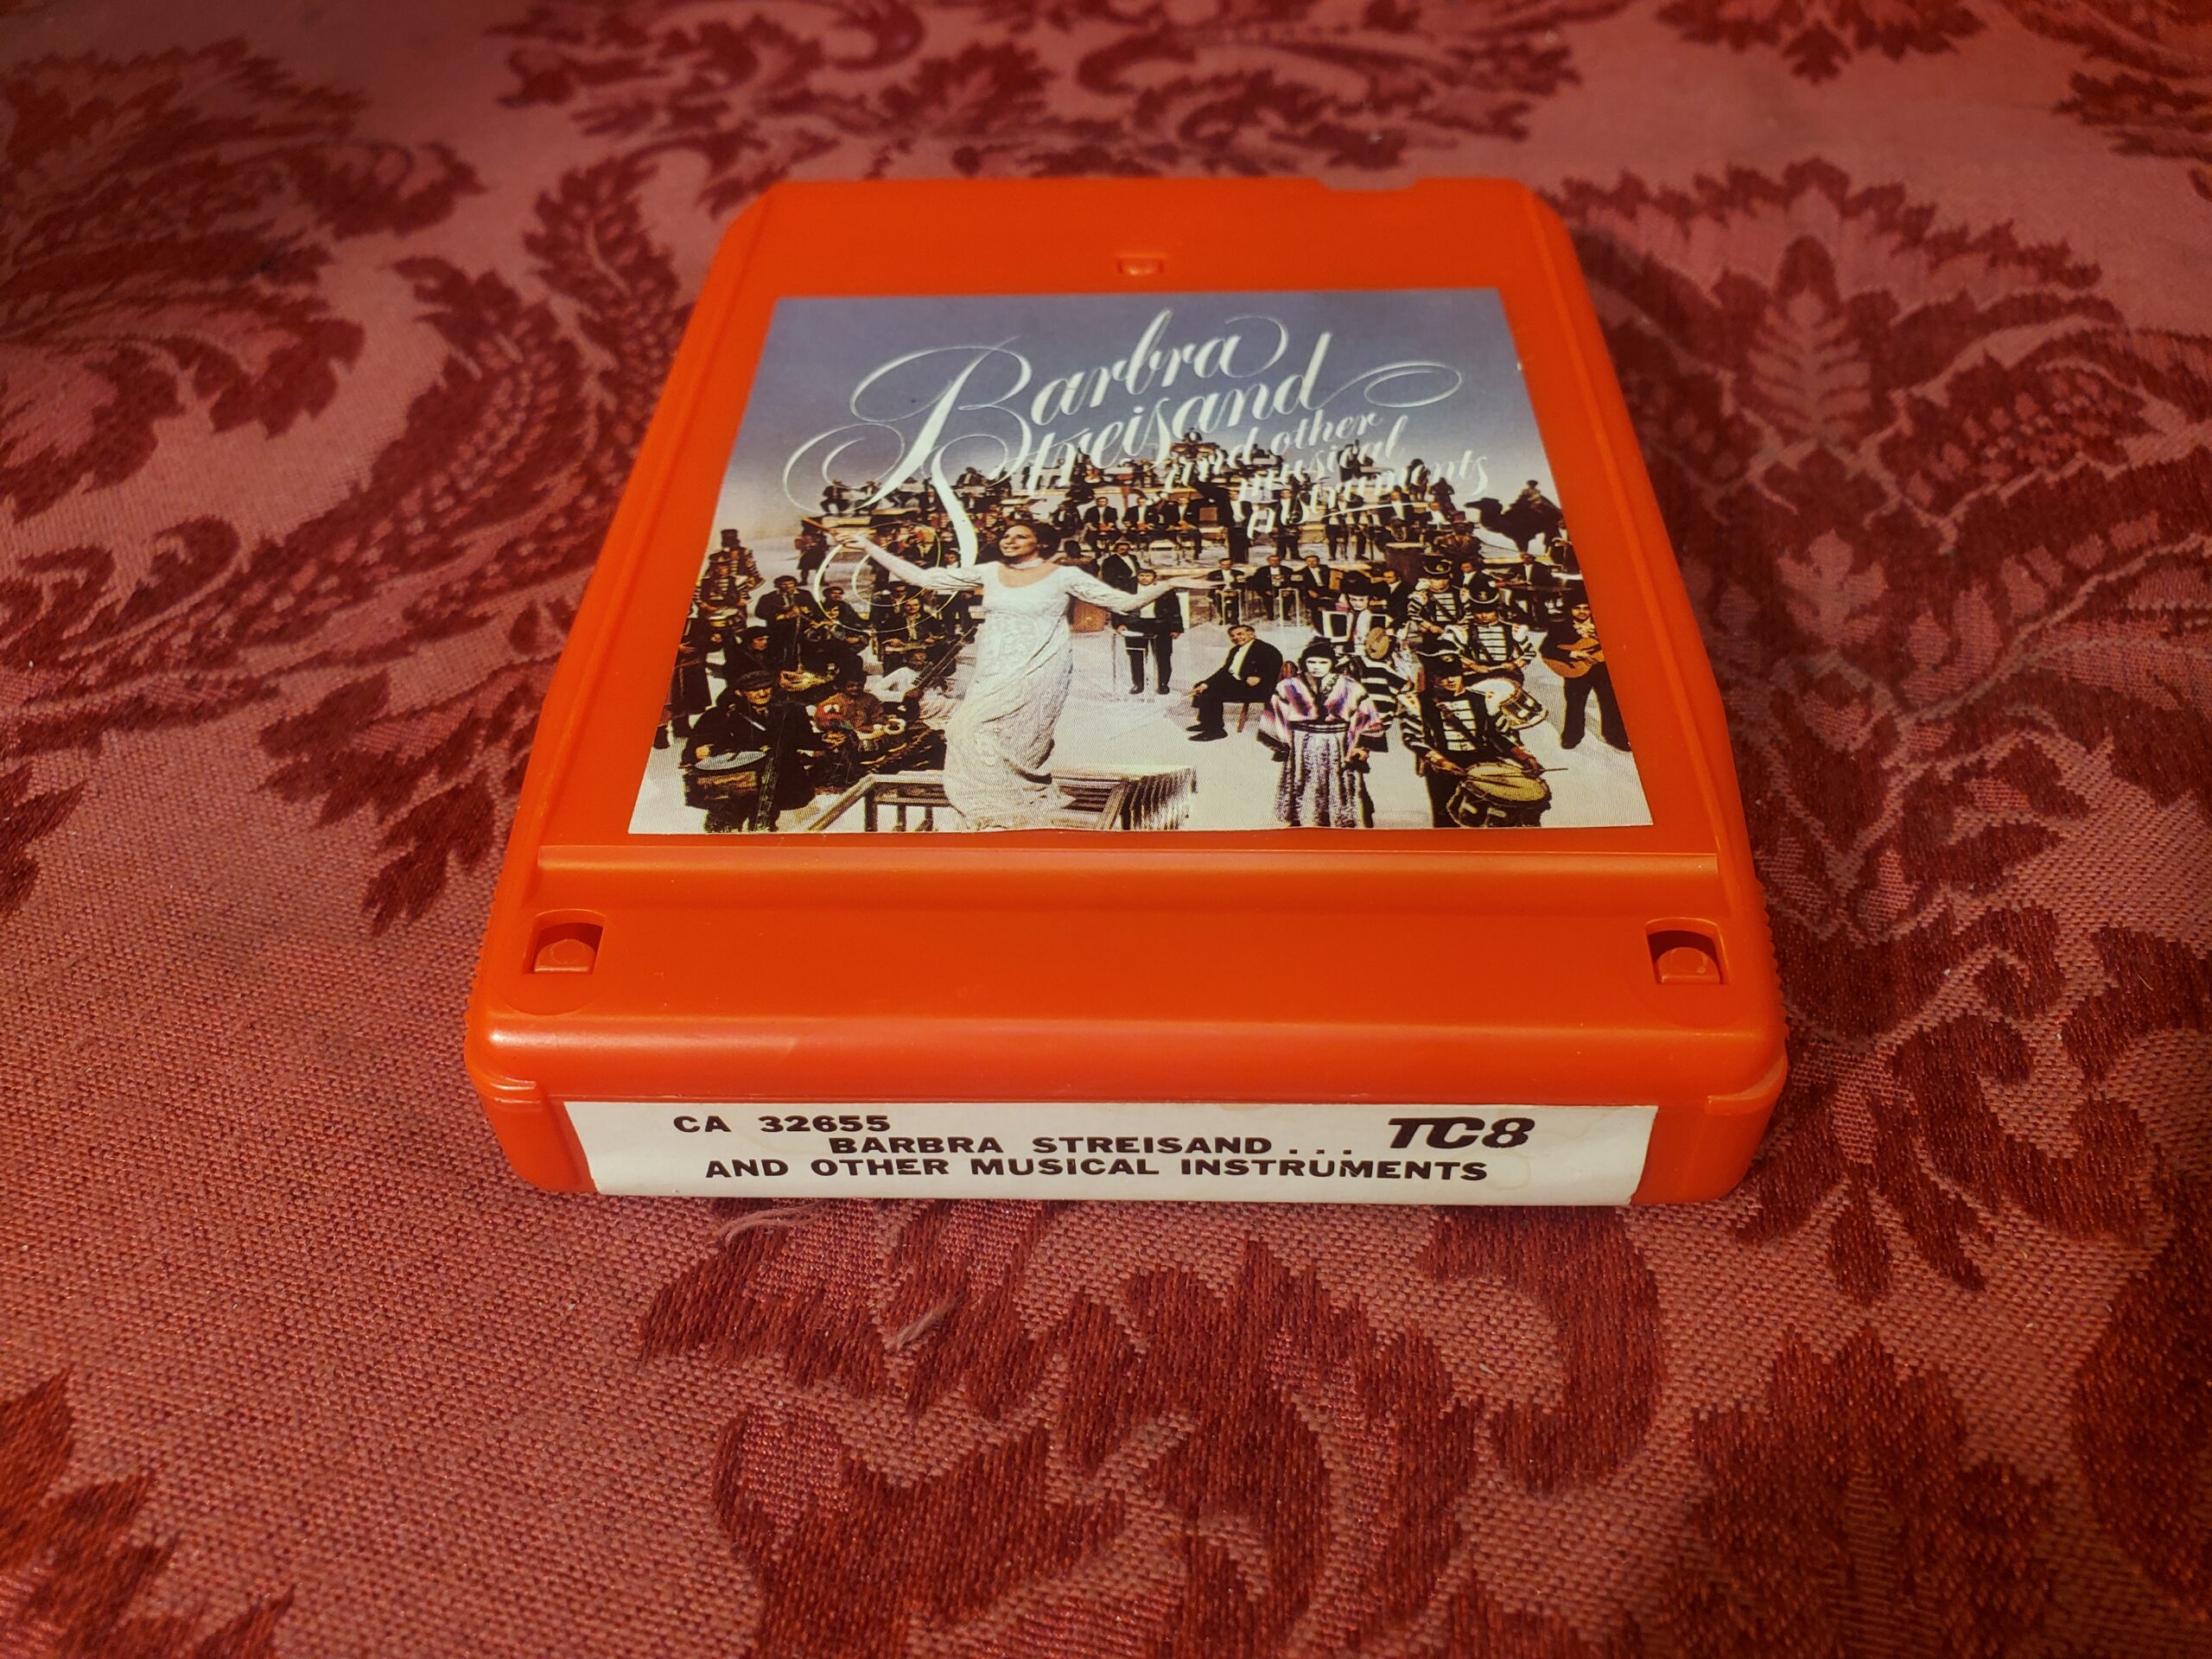 Barbra
Streisand
and other
musical
instruments
CA 32655
TC8
BARBRA STREISAND...
AND OTHER MUSICAL INSTRUMENTS